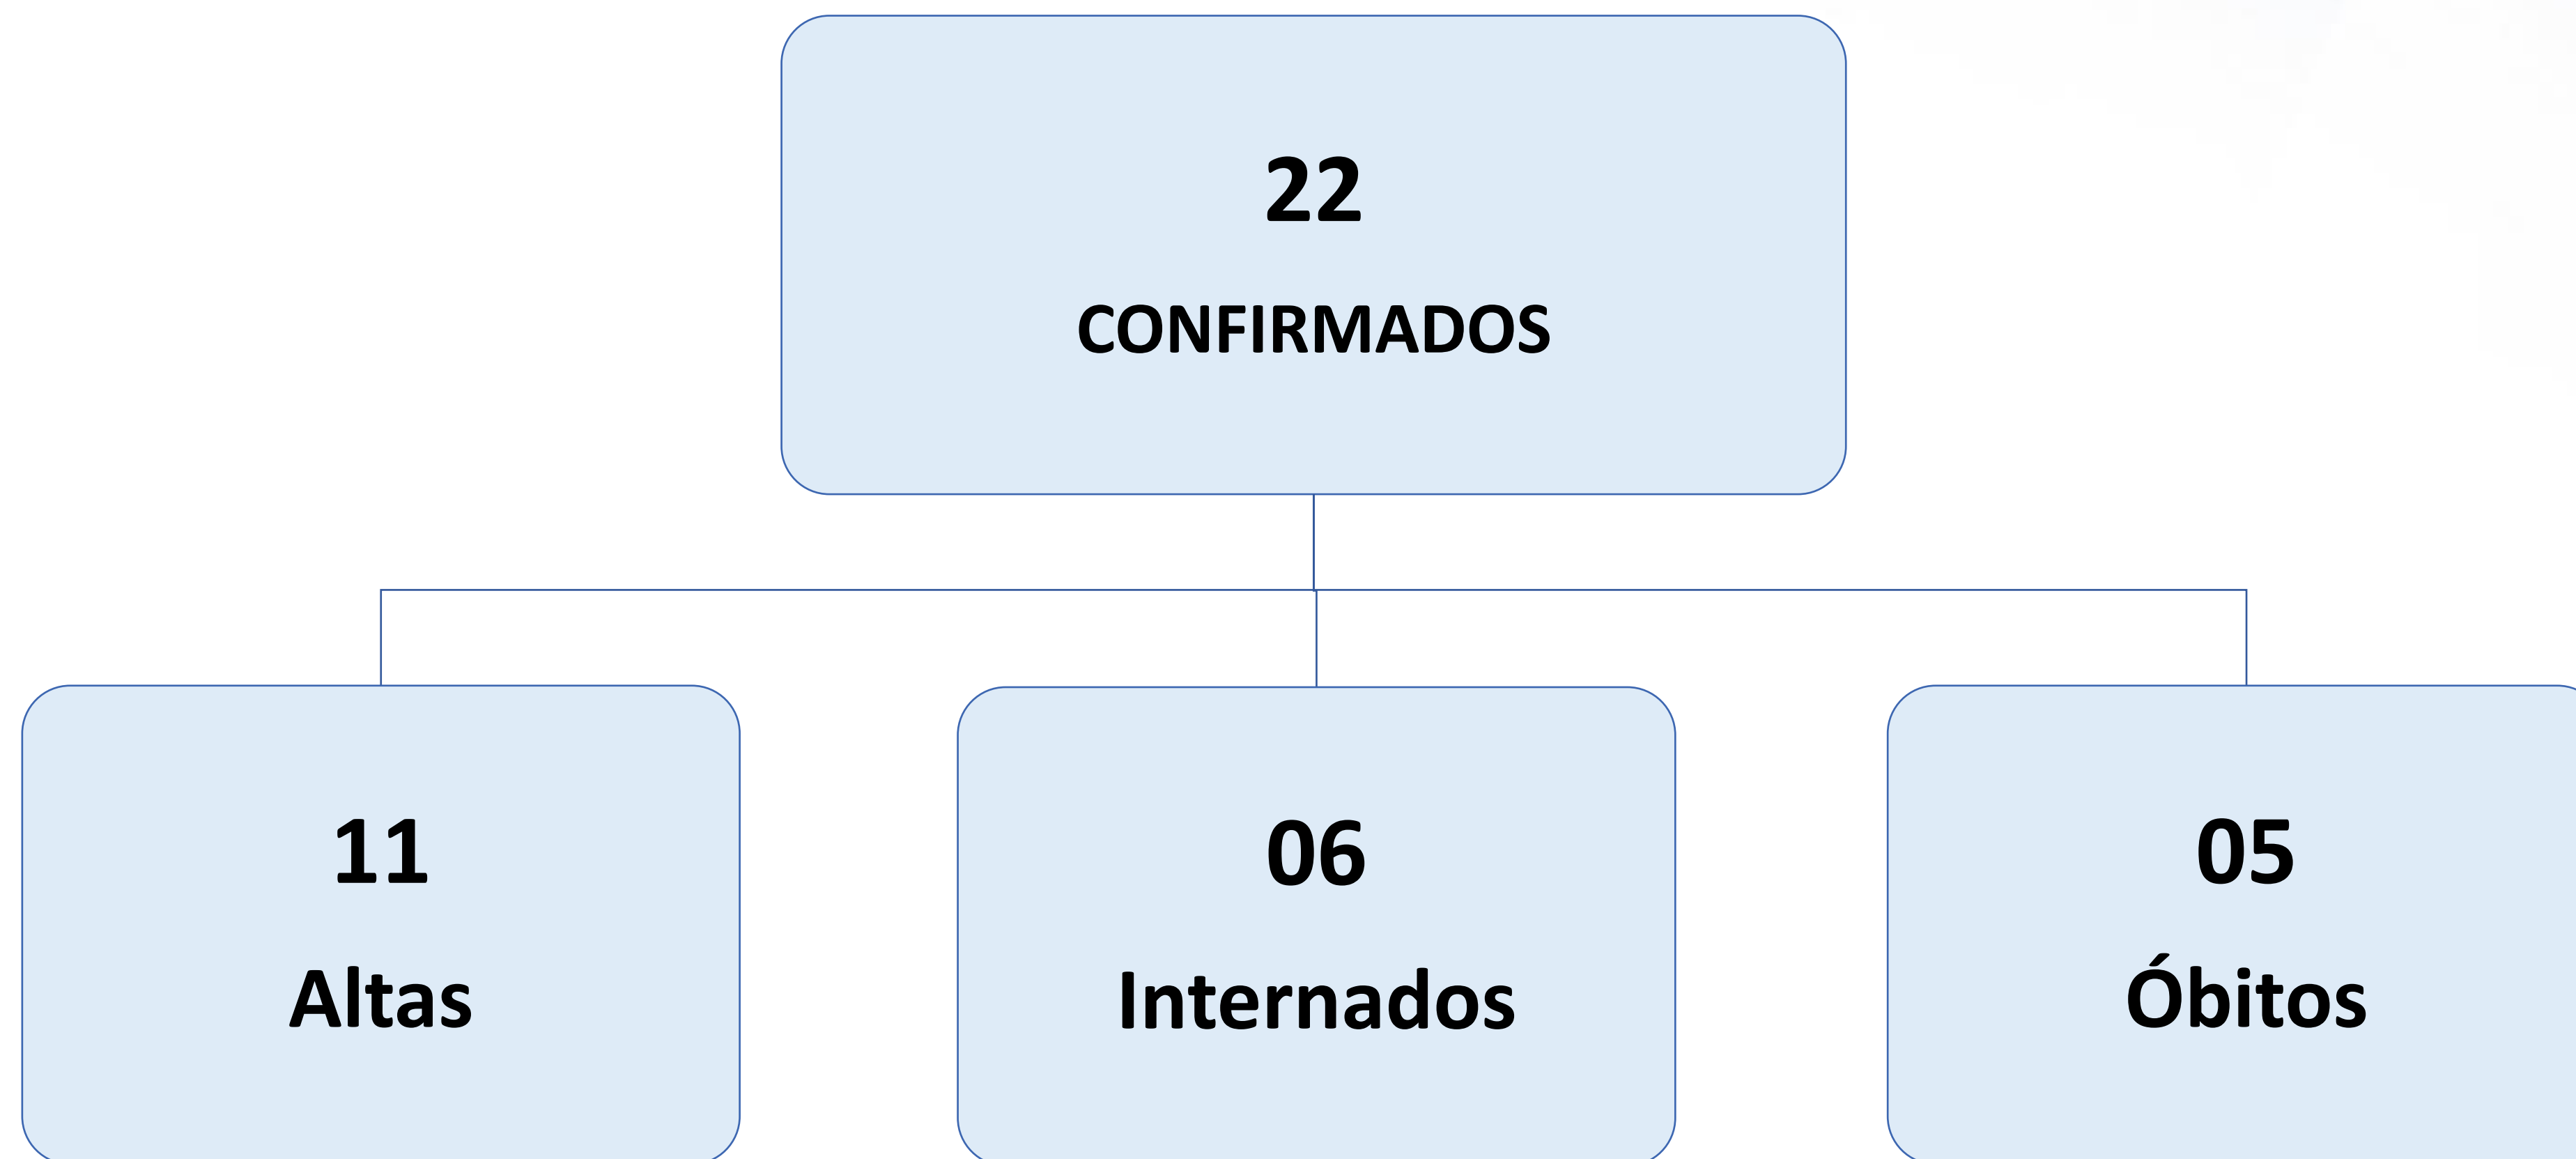 22
CONFIRMADOS
11
Altas
06
Internados
05
Óbitos